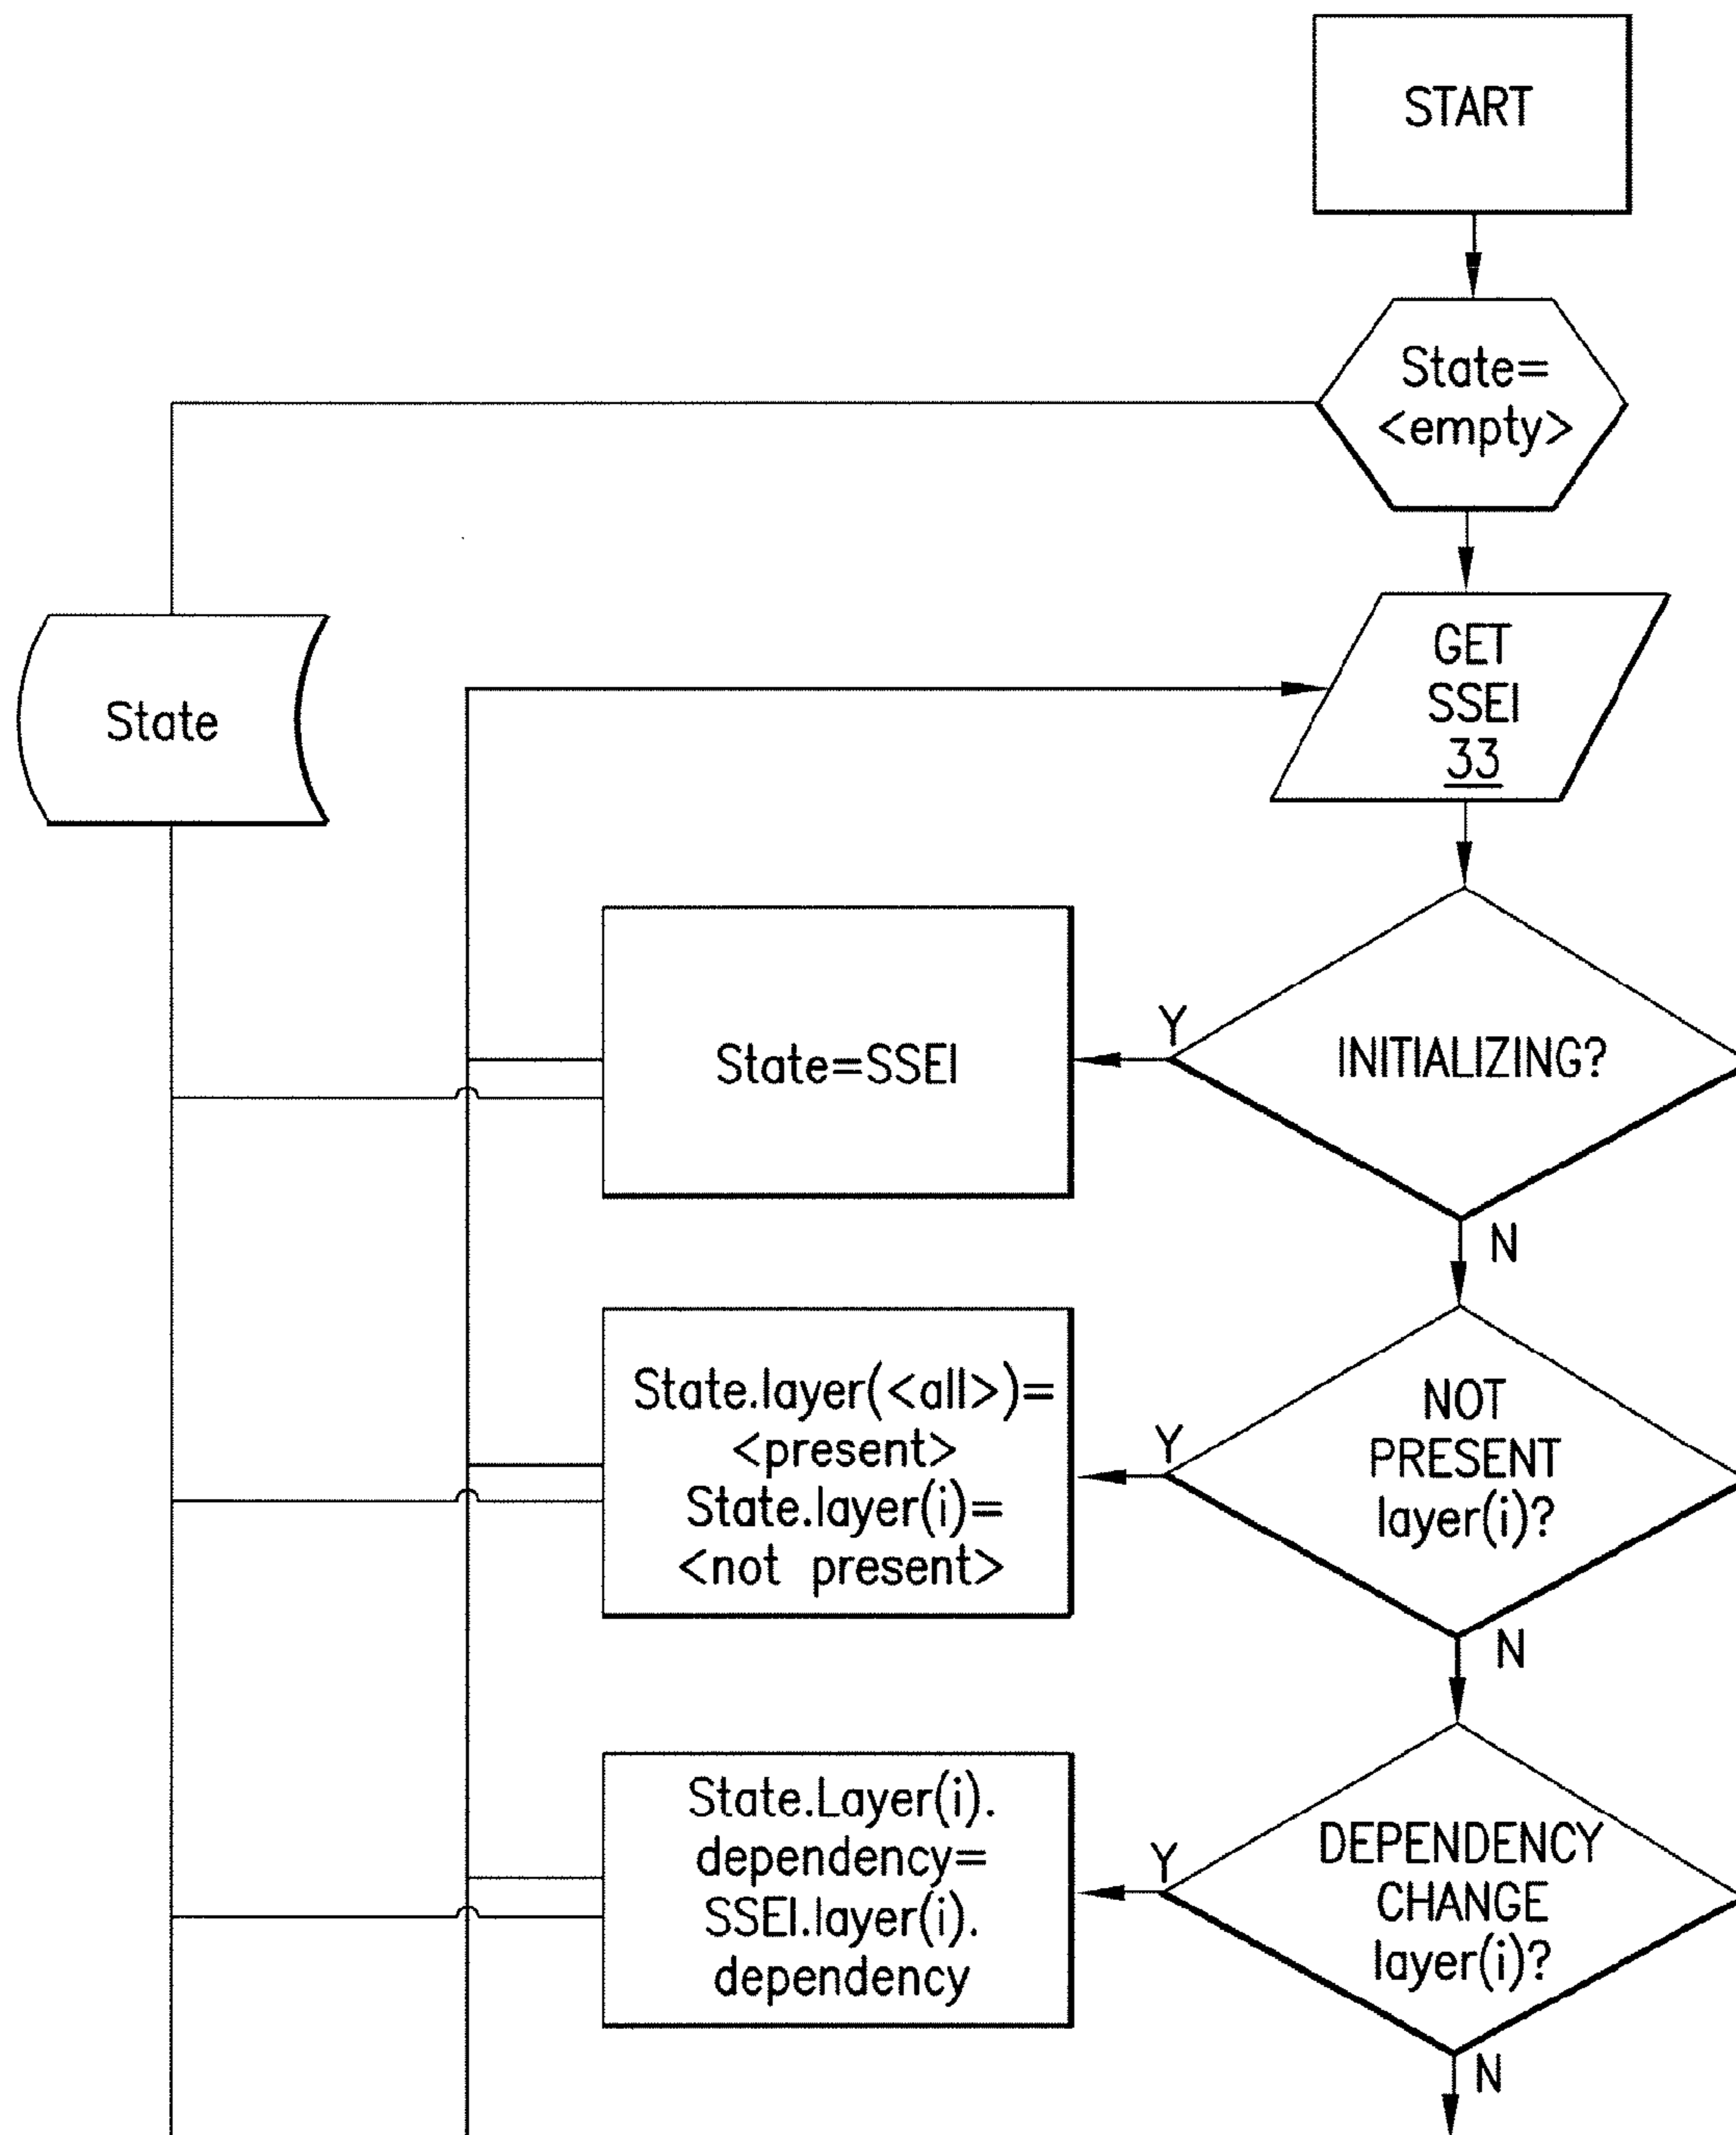 START
State=
<empty>
State
GET
SSEI
33
State=SSEI
Y
INITIALIZING?
N
State.layer(<all>)=
<present>
State.layer(i)=
<not present>
Y
NOT
PRESENT
layer(i)?
N
State.Layer(i).
dependency=
SSEI.layer(i).
dependency
Y
DEPENDENCY
CHANGE
layer(i)?
N